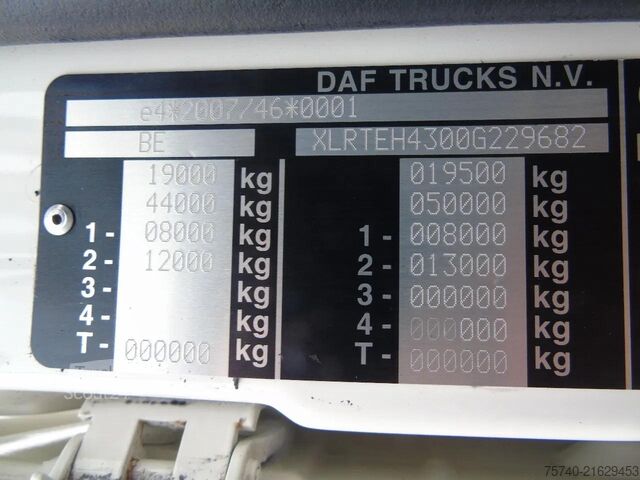 DAF TRUCKS N.V.
e4*2007/46*0001
BE XLRTEH4300G229682
19000 kg 019500 kg
44000 kg 050000 kg
1- 08000 kg 1- 008000 kg
2- 12000 kg 2- 013000 kg
3- kg 3- 000000 kg
4- kg 4- 000000 kg
T- 000000 kg T- 000000 kg
75740-21629453